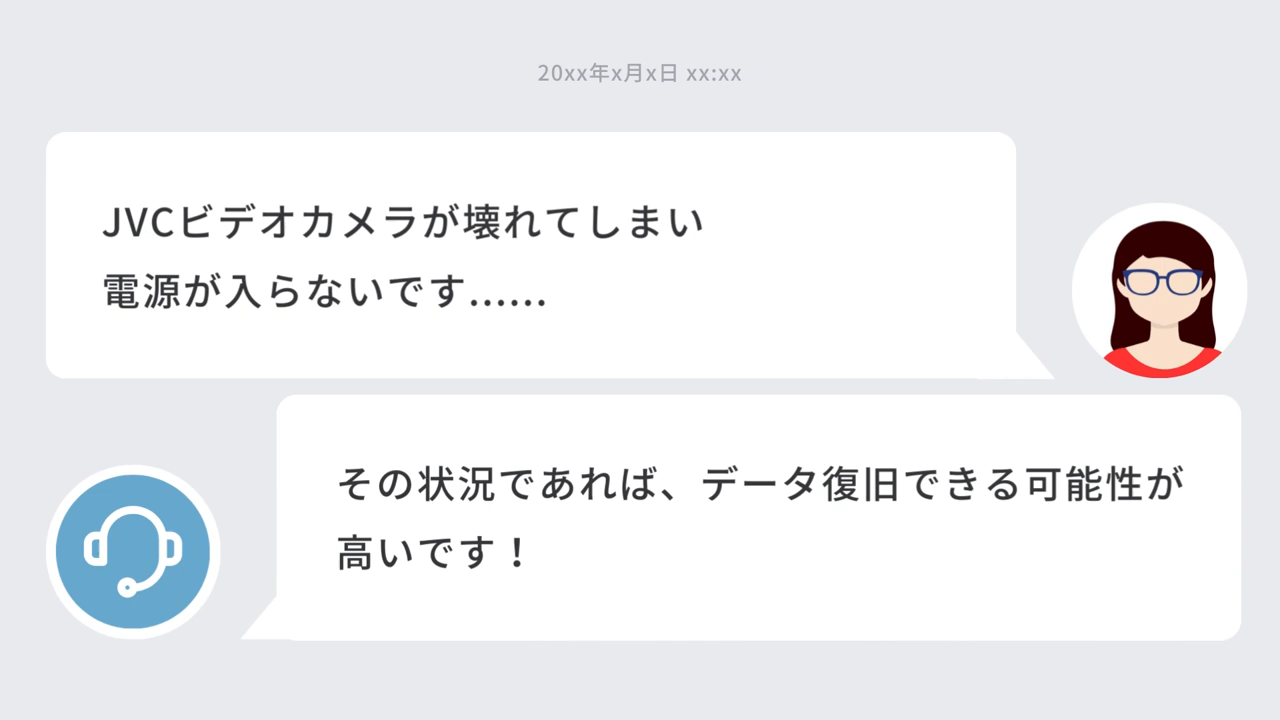 20xx年x月x日 xx:xx
JVCビデオカメラが壊れてしまい
電源が入らないです……
その状況であれば、データ復旧できる可能性が
高いです！